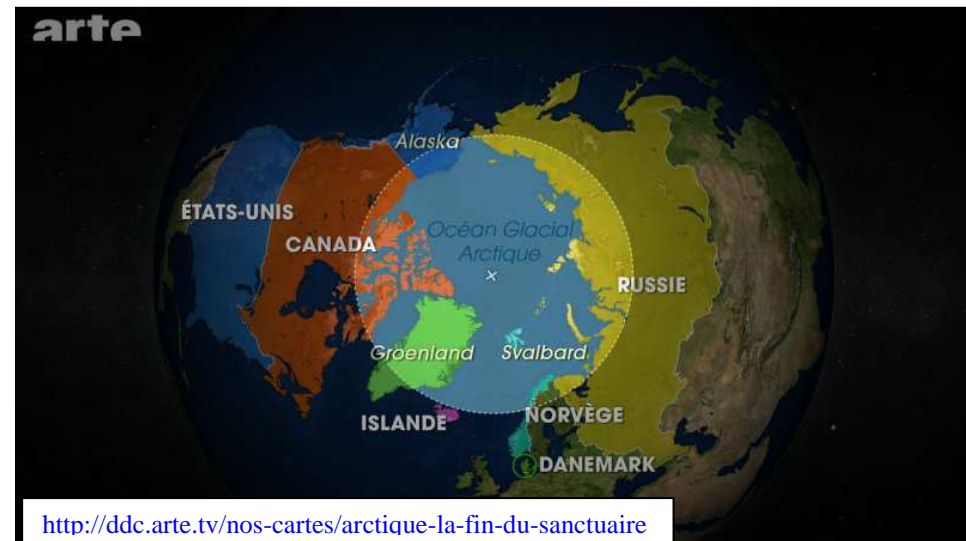 arte
Alaska
ÉTATS-UNIS
CANADA
Océan Glacial
Arctique
RUSSIE
Groenland
Svalbard
ISLANDE
NORVÈGE
DANEMARK
http://ddc.arte.tv/nos-cartes/arctique-la-fin-du-sanctuaire